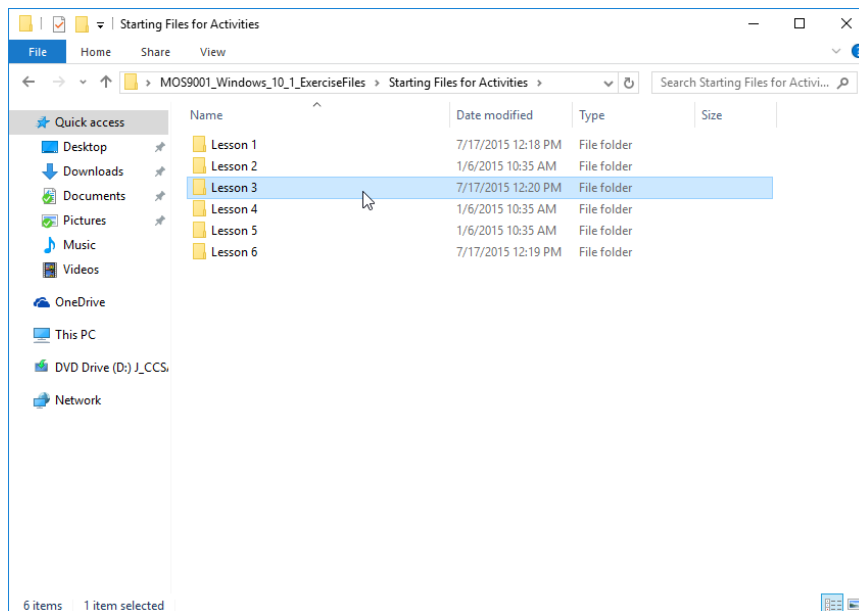 Starting Files for Activities
File Home Share View
MOS9001_Windows_10_1_ExerciseFiles Starting Files for Activities Search Starting Files for Activi...
Name Date modified Type Size
Quick access
Desktop
Downloads
Documents
Pictures
Music
Videos
OneDrive
This PC
DVD Drive (D:) J_CCS
Network
Lesson 1 7/17/2015 12:18 PM File folder
Lesson 2 1/6/2015 10:35 AM File folder
Lesson 3 7/17/2015 12:20 PM File folder
Lesson 4 1/6/2015 10:35 AM File folder
Lesson 5 1/6/2015 10:35 AM File folder
Lesson 6 7/17/2015 12:19 PM File folder
6 items 1 item selected